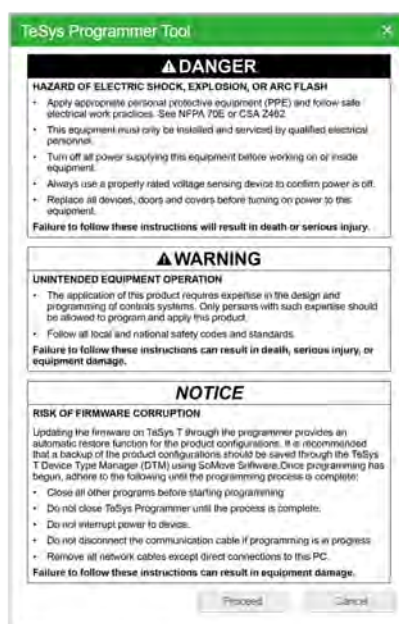 TeSys Programmer Tool
DANGER
HAZARD OF ELECTRIC SHOCK, EXPLOSION, OR ARC FLASH
• Apply appropriate personal protective equipment (PPE) and follow safe
electrical work practices. See NFPA 70E or CSA Z462.
• This equipment must only be installed and serviced by qualified electrical
personnel.
• Turn off all power supplying this equipment before working on or inside
equipment.
• Always use a properly rated voltage sensing device to confirm power is off.
• Replace all devices, doors and covers before turning on power to this
equipment.
Failure to follow these instructions will result in death or serious injury.
WARNING
UNINTENDED EQUIPMENT OPERATION
• The application of this product requires expertise in the design and
programming of controls systems. Only persons with such expertise should
be allowed to program and apply this product.
• Follow all local and national safety codes and standards.
Failure to follow these instructions can result in death, serious injury, or
equipment damage.
NOTICE
RISK OF FIRMWARE CORRUPTION
Updating the firmware on TeSys T through the programmer provides an
automatic restore function for the product configurations. It is recommended
that a backup of the product configurations should be saved through the TeSys
T Device Type Manager (DTM) using SoMove Software.Once programming has
begun, adhere to the following until the programming process is complete:
• Close all other programs before starting programming
• Do not close TeSys Programmer until the process is complete.
• Do not interrupt power to device.
• Do not disconnect the communication cable if programming is in progress
• Remove all network cables except direct connections to this PC.
Failure to follow these instructions can result in equipment damage.
Proceed
Cancel